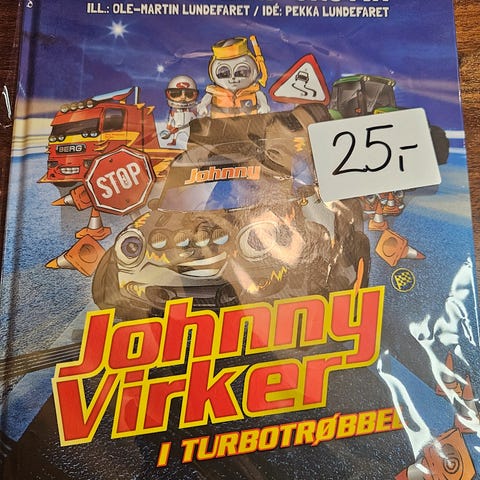 ILL.: OLE-MARTIN LUNDEFARET / IDÉ: PEKKA LUNDEFARET
BERG
STOP
Johnny
25,-
Johnny
Virker
I TURBOTRØBBEL